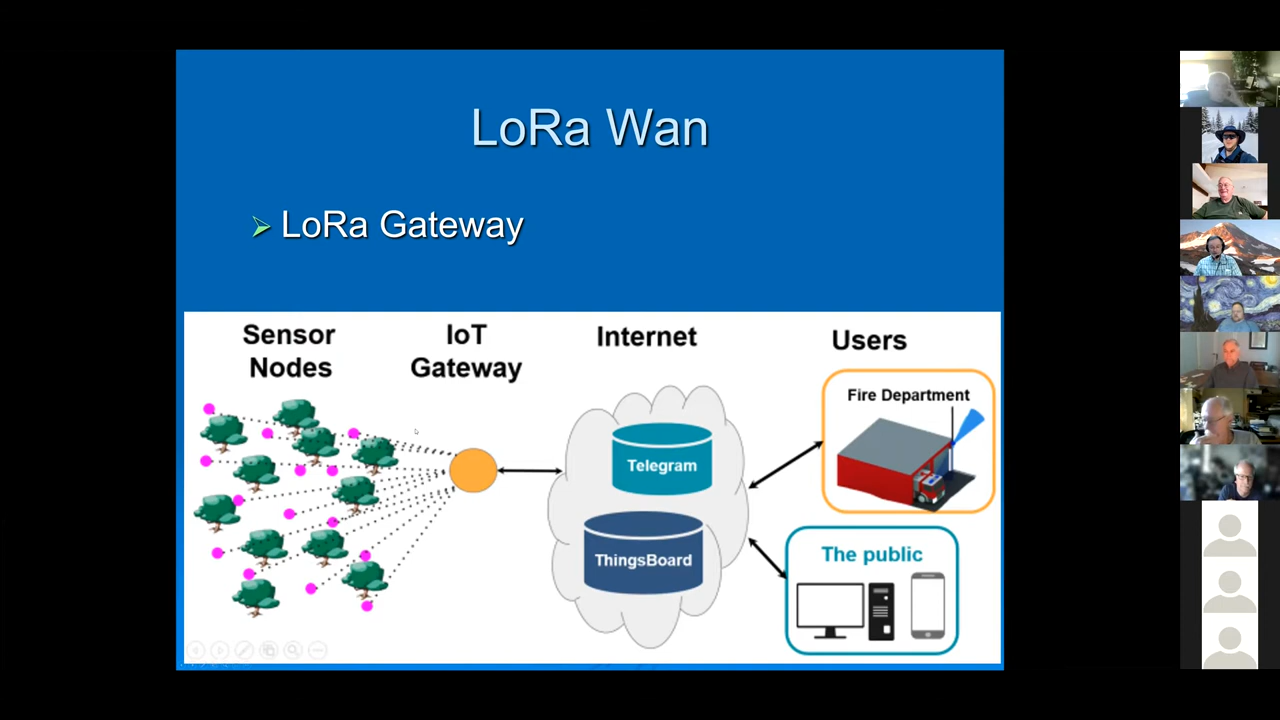 LoRa Wan
LoRa Gateway
Sensor
Nodes
IoT
Gateway
Internet
Users
Telegram
ThingsBoard
Fire Department
The public